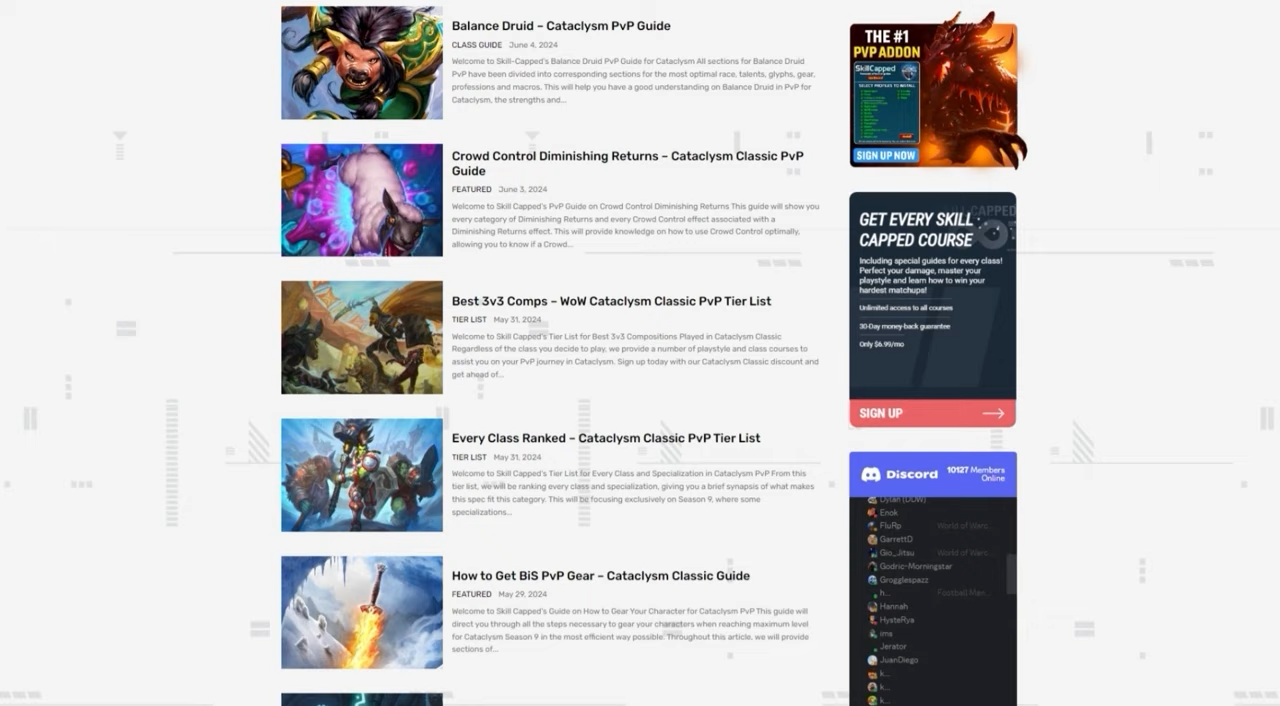 Balance Druid – Cataclysm PvP Guide
CLASS GUIDE June 4, 2024
Welcome to Skill-Capped's Balance Druid PvP Guide for Cataclysm All sections for Balance Druid
PvP have been divided into corresponding sections for the most optimal race, talents, glyphs, gear,
professions and macros. This will help you have a good understanding on Balance Druid in PvP for
Cataclysm, the strengths and...
Crowd Control Diminishing Returns – Cataclysm Classic PvP
Guide
FEATURED June 3, 2024
Welcome to Skill Capped's PvP Guide on Crowd Control Diminishing Returns This guide will show you
every category of Diminishing Returns and every Crowd Control effect associated with a
Diminishing Returns effect. This will provide knowledge on how to use Crowd Control optimally,
allowing you to know if a Crowd...
Best 3v3 Comps – WoW Cataclysm Classic PvP Tier List
TIER LIST May 31, 2024
Welcome to Skill Capped's Tier List for Best 3v3 Compositions Played in Cataclysm Classic
Regardless of the class you decide to play, we provide a number of playstyle and class courses to
assist you on your PvP journey in Cataclysm. Sign up today with our Cataclysm Classic discount and
get ahead of...
Every Class Ranked – Cataclysm Classic PvP Tier List
TIER LIST May 31, 2024
Welcome to Skill Capped's Tier List for Every Class and Specialization in Cataclysm PvP From this
tier list, we will be ranking every class and specialization, giving you a brief synopsis of what makes
this spec fit this category. This will be focusing exclusively on Season 9, where some
specializations...
How to Get BiS PvP Gear – Cataclysm Classic Guide
FEATURED May 29, 2024
Welcome to Skill Capped's Guide on How to Gear Your Character for Cataclysm PvP This guide will
direct you through all the steps necessary to gear your characters when reaching maximum level
for Cataclysm Season 9 in the most efficient way possible. Throughout this article, we will provide
sections of...
THE #1
PVP ADDON
SkillCapped
SELECT PROFILES TO INSTALL
SIGN UP NOW
GET EVERY SKILL
CAPPED COURSE
Including special guides for every class!
Perfect your damage, master your
playstyle and learn how to win your
hardest matchups!
Unlimited access to all courses
30-Day money-back guarantee
Only $6.99/mo
SIGN UP
Discord 10127 Members
Online
Dylan (DDW)
Enok
FluRp World of Warc...
GarrettD
Gio_Jitsu World of Warc...
Godric-Morningstar
Grogglespazz
h... Football Man...
Hannah
HysteRya
ims
Jerator
JuanDiego
k...
k...
k...